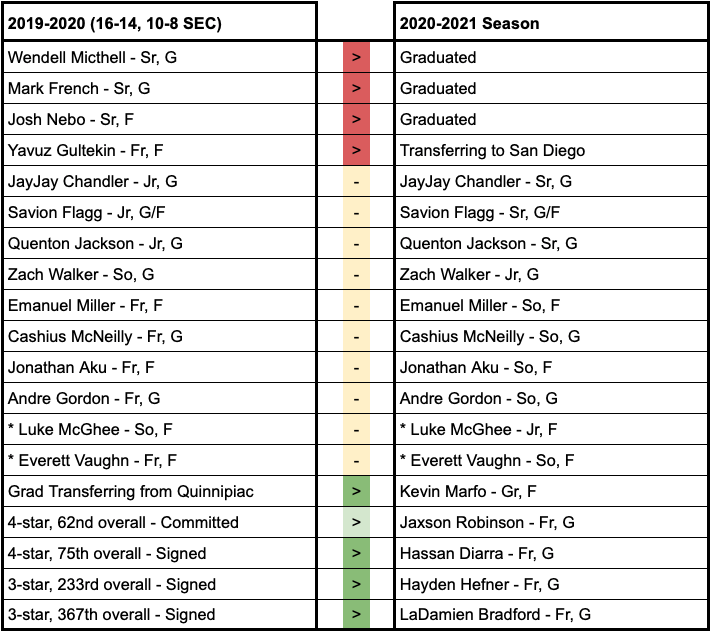 2019-2020 (16-14, 10-8 SEC) 2020-2021 Season
Wendell Micthell - Sr, G > Graduated
Mark French - Sr, G > Graduated
Josh Nebo - Sr, F > Graduated
Yavuz Gultekin - Fr, F > Transferring to San Diego
JayJay Chandler - Jr, G - JayJay Chandler - Sr, G
Savion Flagg - Jr, G/F - Savion Flagg - Sr, G/F
Quenton Jackson - Jr, G - Quenton Jackson - Sr, G
Zach Walker - So, G - Zach Walker - Jr, G
Emanuel Miller - Fr, F - Emanuel Miller - So, F
Cashius McNeilly - Fr, G - Cashius McNeilly - So, G
Jonathan Aku - Fr, F - Jonathan Aku - So, F
Andre Gordon - Fr, G - Andre Gordon - So, G
* Luke McGhee - So, F - * Luke McGhee - Jr, F
* Everett Vaughn - Fr, F - * Everett Vaughn - So, F
Grad Transferring from Quinnipiac > Kevin Marfo - Gr, F
4-star, 62nd overall - Committed > Jaxson Robinson - Fr, G
4-star, 75th overall - Signed > Hassan Diarra - Fr, G
3-star, 233rd overall - Signed > Hayden Hefner - Fr, G
3-star, 367th overall - Signed > LaDamien Bradford - Fr, G